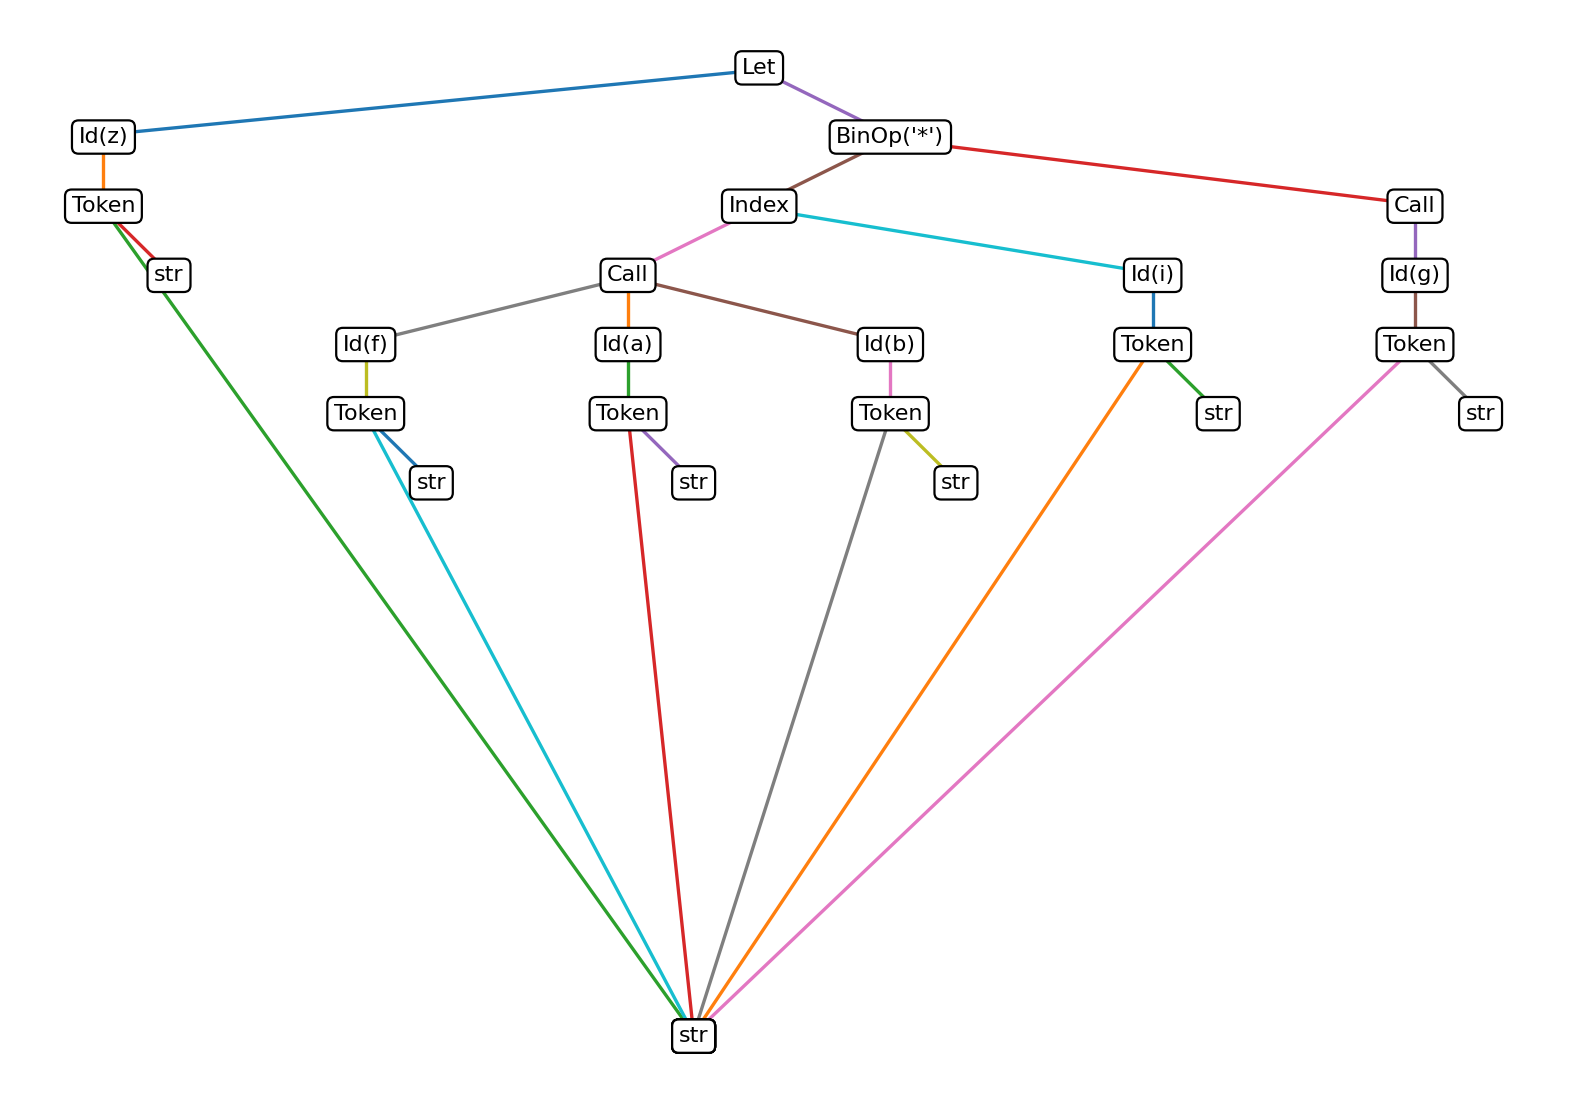 Let
Id(z) BinOp('*')
Token Index Call
str Call Id(i) Id(g)
Id(f) Id(a) Id(b) Token Token
Token Token Token str str
str str str
str